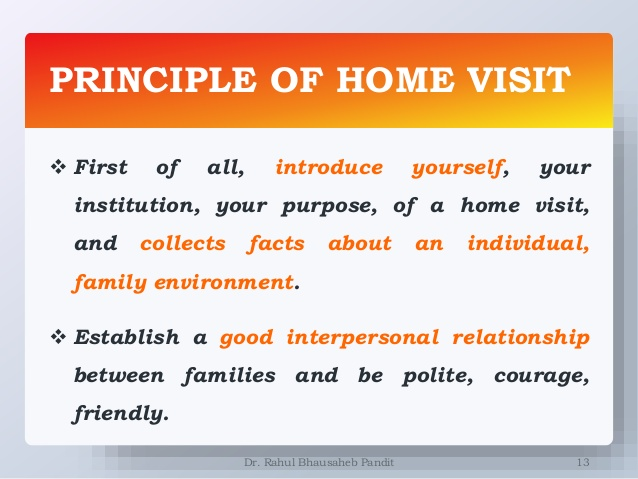 PRINCIPLE OF HOME VISIT
❖ First of all, introduce yourself, your
institution, your purpose, of a home visit,
and collects facts about an individual,
family environment.
❖ Establish a good interpersonal relationship
between families and be polite, courage,
friendly.
Dr. Rahul Bhausaheb Pandit 13